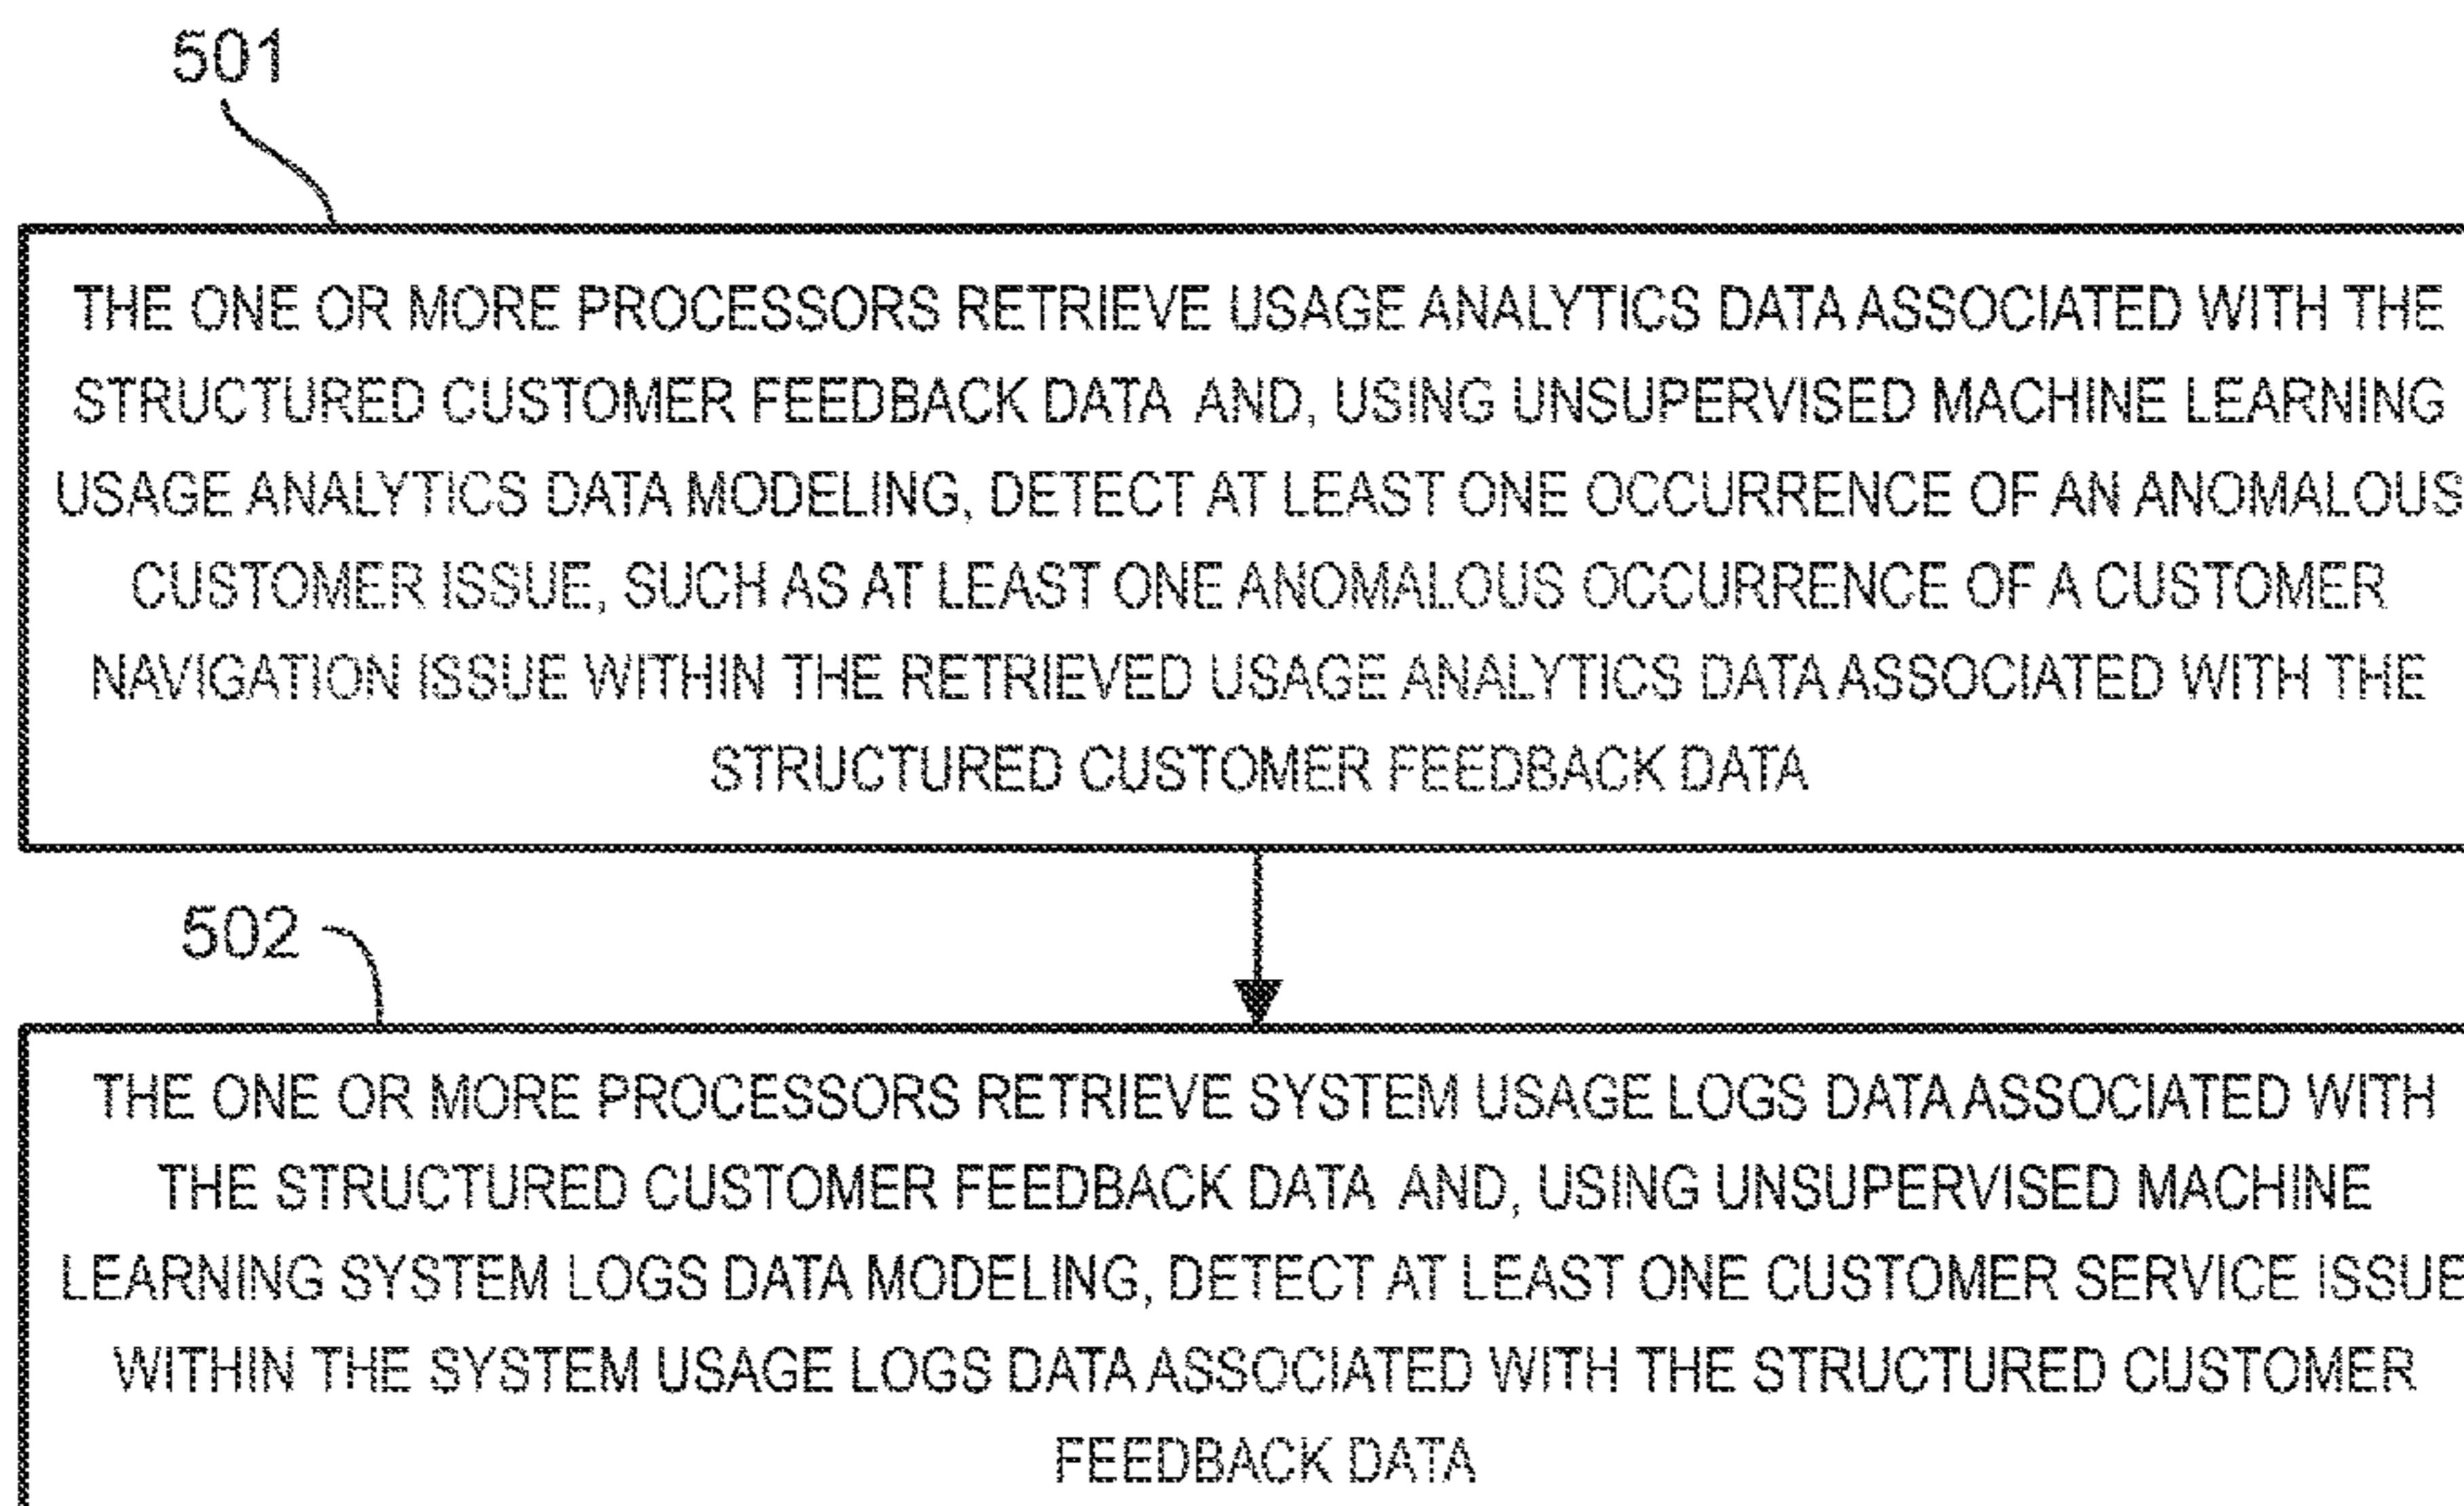 501
THE ONE OR MORE PROCESSORS RETRIEVE USAGE ANALYTICS DATA ASSOCIATED WITH THE
STRUCTURED CUSTOMER FEEDBACK DATA AND, USING UNSUPERVISED MACHINE LEARNING
USAGE ANALYTICS DATA MODELING, DETECT AT LEAST ONE OCCURRENCE OF AN ANOMALOUS
CUSTOMER ISSUE, SUCH AS AT LEAST ONE ANOMALOUS OCCURRENCE OF A CUSTOMER
NAVIGATION ISSUE WITHIN THE RETRIEVED USAGE ANALYTICS DATA ASSOCIATED WITH THE
STRUCTURED CUSTOMER FEEDBACK DATA
502
THE ONE OR MORE PROCESSORS RETRIEVE SYSTEM USAGE LOGS DATA ASSOCIATED WITH
THE STRUCTURED CUSTOMER FEEDBACK DATA AND, USING UNSUPERVISED MACHINE
LEARNING SYSTEM LOGS DATA MODELING, DETECT AT LEAST ONE CUSTOMER SERVICE ISSUE
WITHIN THE SYSTEM USAGE LOGS DATA ASSOCIATED WITH THE STRUCTURED CUSTOMER
FEEDBACK DATA